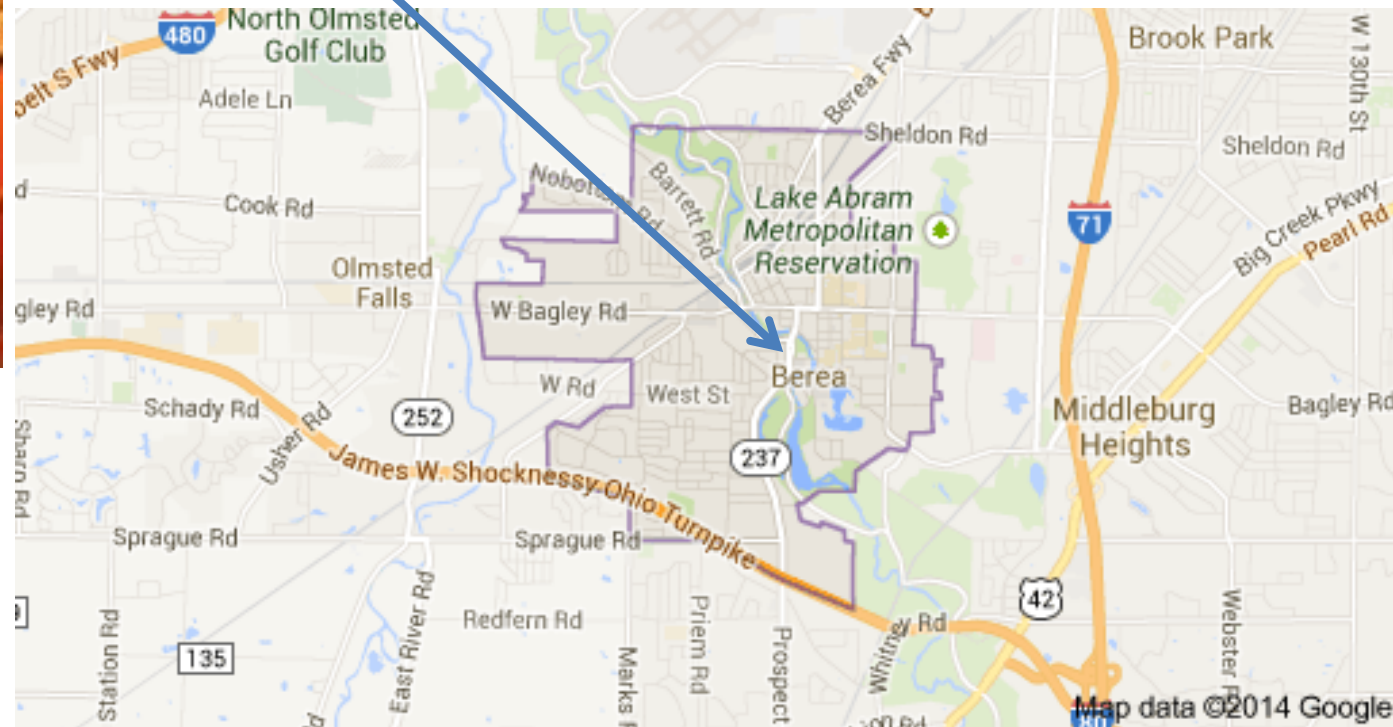 North Olmsted
Golf Club
480
Brook Park
W 130th St
Berea Fwy
Adele Ln
Sheldon Rd
Sheldon Rd
Barrett Rd
Lake Abram
Metropolitan
Reservation
Cook Rd
71
Big Creek Pkwy
Pearl Rd
Olmsted
Falls
W Bagley Rd
Berea
W Rd
West St
Schady Rd
252
Middleburg
Heights
Bagley Rd
Usher Rd
237
James W. Shocknessy Ohio Turnpike
Sharp Rd
Sprague Rd
Sprague Rd
42
Redfern Rd
135
Station Rd
East River Rd
Marks
Priem Rd
Prospect
Webster
80
Map data ©2014 Google